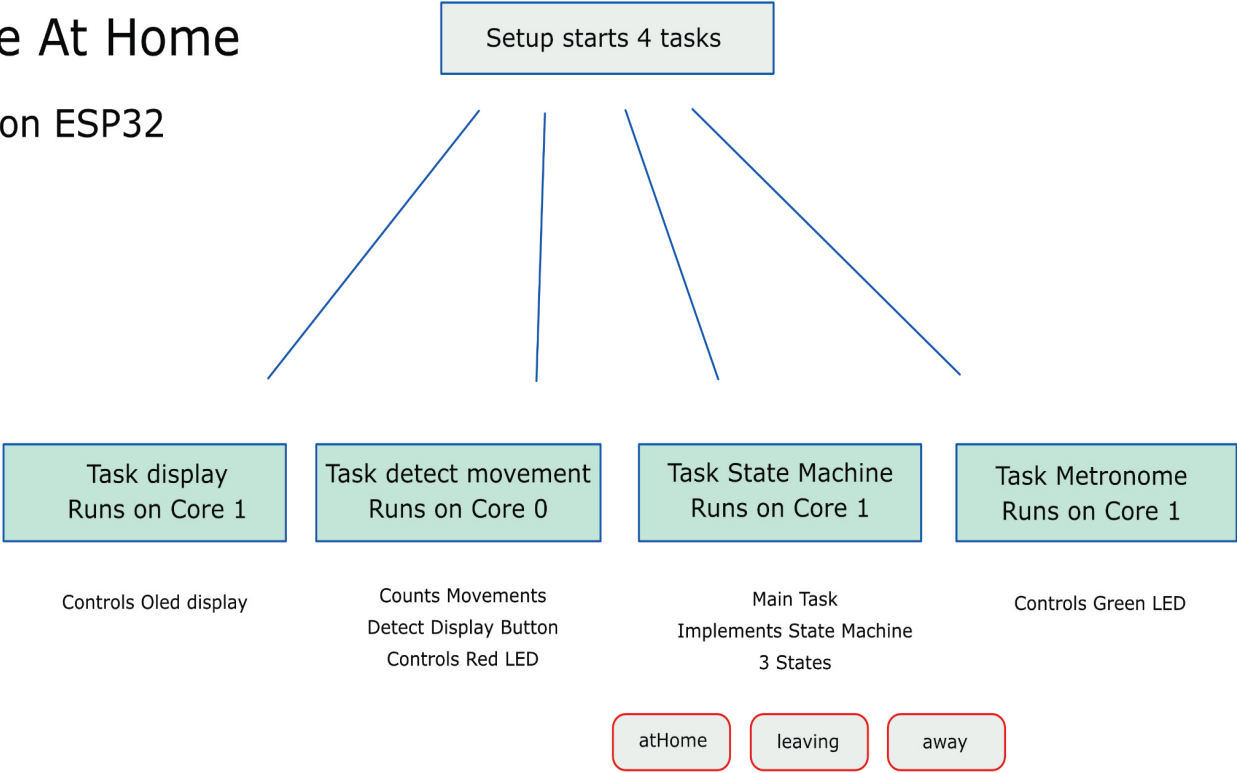 e At Home
on ESP32
Setup starts 4 tasks
Task display
Runs on Core 1
Controls Oled display
Task detect movement
Runs on Core 0
Counts Movements
Detect Display Button
Controls Red LED
Task State Machine
Runs on Core 1
Main Task
Implements State Machine
3 States
atHome
leaving
away
Task Metronome
Runs on Core 1
Controls Green LED